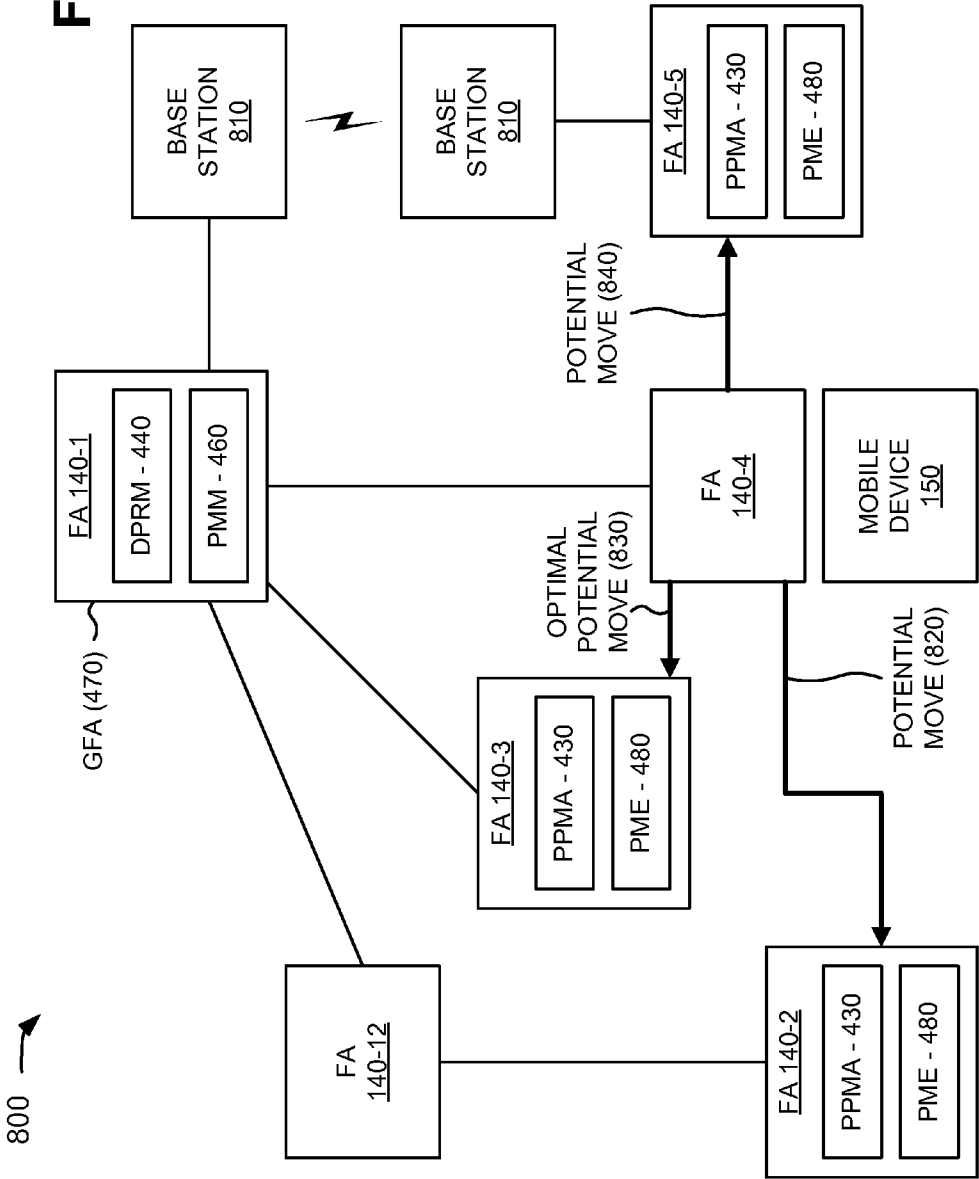 800
F
GFA (470)
FA 140-1
DPRM - 440
PMM - 460
BASE
STATION
810
BASE
STATION
810
FA
140-12
FA 140-3
PPMA - 430
PME - 480
OPTIMAL
POTENTIAL
MOVE (830)
POTENTIAL
MOVE (840)
FA 140-2
PPMA - 430
PME - 480
POTENTIAL
MOVE (820)
FA
140-4
MOBILE
DEVICE
150
FA 140-5
PPMA - 430
PME - 480